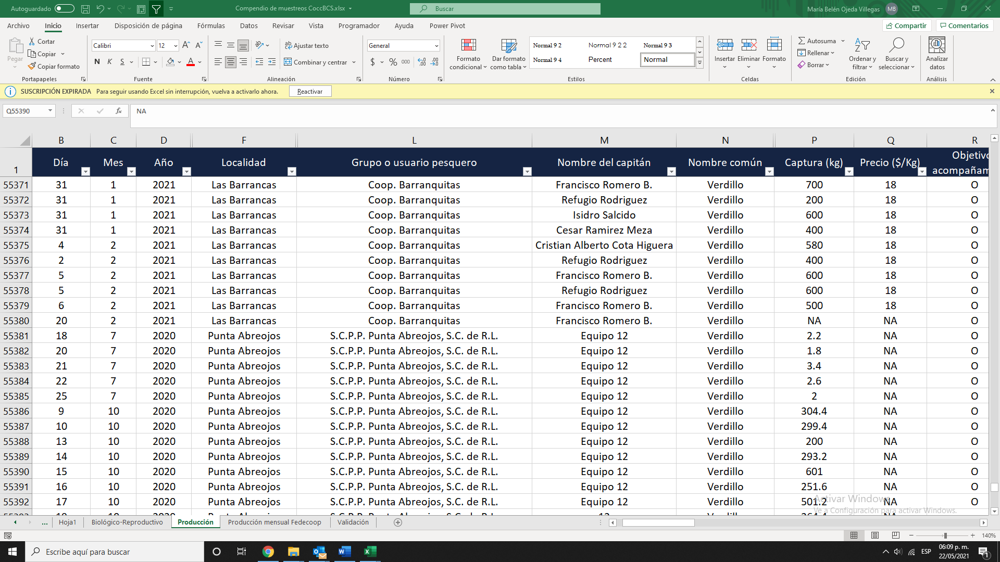 Autoguardado Compendio de muestreos CoccBCS.xlsx Buscar María Belén Ojeda Villegas MB
Archivo Inicio Insertar Disposición de página Fórmulas Datos Revisar Vista Programador Ayuda Power Pivot Compartir Comentarios
Pegar
Cortar
Copiar
Copiar formato
Portapapeles
Calibri 12
N K S A
Fuente
Ajustar texto
Combinar y centrar
Alineación
General
$ % 000
Número
Formato condicional
Dar formato como tabla
Normal 9 2 Normal 9 2 2 Normal 9 3
Normal 9 4 Percent Normal
Estilos
Insertar Eliminar Formato
Celdas
Autosuma
Rellenar
Borrar
Ordenar y filtrar
Buscar y seleccionar
Edición
Analizar datos
Análisis
SUSCRIPCIÓN EXPIRADA Para seguir usando Excel sin interrupción, vuelva a activarlo ahora. Reactivar
Q55390 fx NA
B C D F L M N P Q R
1 Día Mes Año Localidad Grupo o usuario pesquero Nombre del capitán Nombre común Captura (kg) Precio ($/Kg)
55371 31 1 2021 Las Barrancas Coop. Barranquitas Francisco Romero B. Verdillo 700 18 O
55372 31 1 2021 Las Barrancas Coop. Barranquitas Refugio Rodriguez Verdillo 200 18 O
55373 31 1 2021 Las Barrancas Coop. Barranquitas Isidro Salcido Verdillo 600 18 O
55374 31 1 2021 Las Barrancas Coop. Barranquitas Cesar Ramirez Meza Verdillo 400 18 O
55375 4 2 2021 Las Barrancas Coop. Barranquitas Cristian Alberto Cota Higuera Verdillo 580 18 O
55376 2 2 2021 Las Barrancas Coop. Barranquitas Refugio Rodriguez Verdillo 400 18 O
55377 5 2 2021 Las Barrancas Coop. Barranquitas Francisco Romero B. Verdillo 600 18 O
55378 5 2 2021 Las Barrancas Coop. Barranquitas Refugio Rodriguez Verdillo 600 18 O
55379 6 2 2021 Las Barrancas Coop. Barranquitas Francisco Romero B. Verdillo 500 18 O
55380 20 2 2021 Las Barrancas Coop. Barranquitas Francisco Romero B. Verdillo NA NA O
55381 18 7 2020 Punta Abreojos S.C.P.P. Punta Abreojos, S.C. de R.L. Equipo 12 Verdillo 2.2 NA O
55382 20 7 2020 Punta Abreojos S.C.P.P. Punta Abreojos, S.C. de R.L. Equipo 12 Verdillo 1.8 NA O
55383 21 7 2020 Punta Abreojos S.C.P.P. Punta Abreojos, S.C. de R.L. Equipo 12 Verdillo 3.4 NA O
55384 22 7 2020 Punta Abreojos S.C.P.P. Punta Abreojos, S.C. de R.L. Equipo 12 Verdillo 2.6 NA O
55385 25 7 2020 Punta Abreojos S.C.P.P. Punta Abreojos, S.C. de R.L. Equipo 12 Verdillo 2 NA O
55386 9 10 2020 Punta Abreojos S.C.P.P. Punta Abreojos, S.C. de R.L. Equipo 12 Verdillo 304.4 NA O
55387 10 10 2020 Punta Abreojos S.C.P.P. Punta Abreojos, S.C. de R.L. Equipo 12 Verdillo 299.4 NA O
55388 13 10 2020 Punta Abreojos S.C.P.P. Punta Abreojos, S.C. de R.L. Equipo 12 Verdillo 200 NA O
55389 14 10 2020 Punta Abreojos S.C.P.P. Punta Abreojos, S.C. de R.L. Equipo 12 Verdillo 293.2 NA O
55390 15 10 2020 Punta Abreojos S.C.P.P. Punta Abreojos, S.C. de R.L. Equipo 12 Verdillo 601 NA O
55391 16 10 2020 Punta Abreojos S.C.P.P. Punta Abreojos, S.C. de R.L. Equipo 12 Verdillo 251.6 NA O
55392 17 10 2020 Punta Abreojos S.C.P.P. Punta Abreojos, S.C. de R.L. Equipo 12 Verdillo 501.2 NA O
Activar Windows
Ve a Configuración para activar Windows.
... Hoja1 Biológico-Reproductivo Producción Producción mensual Fedecoop Validación
140%
Escribe aquí para buscar
ESP 06:09 p. m.
22/05/2021
1